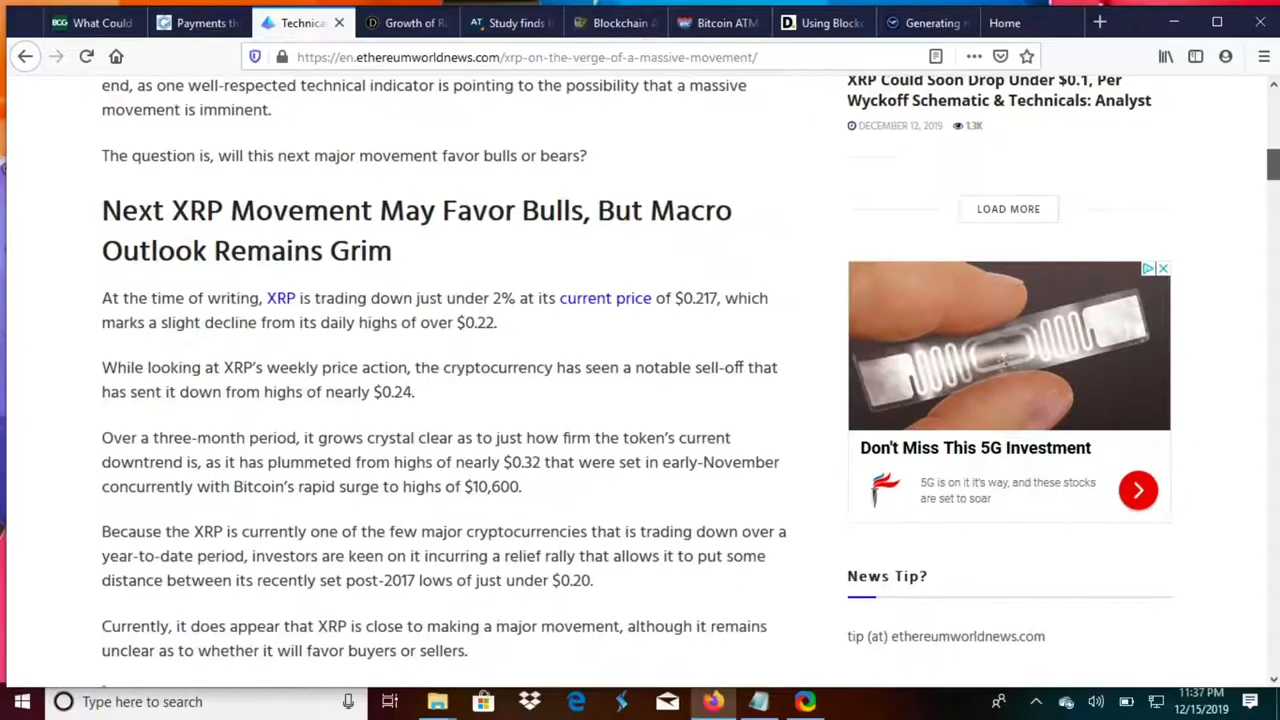 BCG What Could
Payments the
Technica
Growth of R
Study finds
Blockchain A
Bitcoin ATM
Using Block
Generating n
Home
https://en.ethereumworldnews.com/xrp-on-the-verge-of-a-massive-movement/
end, as one well-respected technical indicator is pointing to the possibility that a massive
movement is imminent.
The question is, will this next major movement favor bulls or bears?
Next XRP Movement May Favor Bulls, But Macro
Outlook Remains Grim
At the time of writing, XRP is trading down just under 2% at its current price of $0.217, which
marks a slight decline from its daily highs of over $0.22.
While looking at XRP’s weekly price action, the cryptocurrency has seen a notable sell-off that
has sent it down from highs of nearly $0.24.
Over a three-month period, it grows crystal clear as to just how firm the token’s current
downtrend is, as it has plummeted from highs of nearly $0.32 that were set in early-November
concurrently with Bitcoin’s rapid surge to highs of $10,600.
Because the XRP is currently one of the few major cryptocurrencies that is trading down over a
year-to-date period, investors are keen on it incurring a relief rally that allows it to put some
distance between its recently set post-2017 lows of just under $0.20.
Currently, it does appear that XRP is close to making a major movement, although it remains
unclear as to whether it will favor buyers or sellers.
XRP Could Soon Drop Under $0.1, Per
Wyckoff Schematic & Technicals: Analyst
DECEMBER 12, 2019 1.3K
LOAD MORE
Don't Miss This 5G Investment
5G is on it it's way, and these stocks
are set to soar
News Tip?
tip (at) ethereumworldnews.com
Type here to search
11:37 PM
12/15/2019